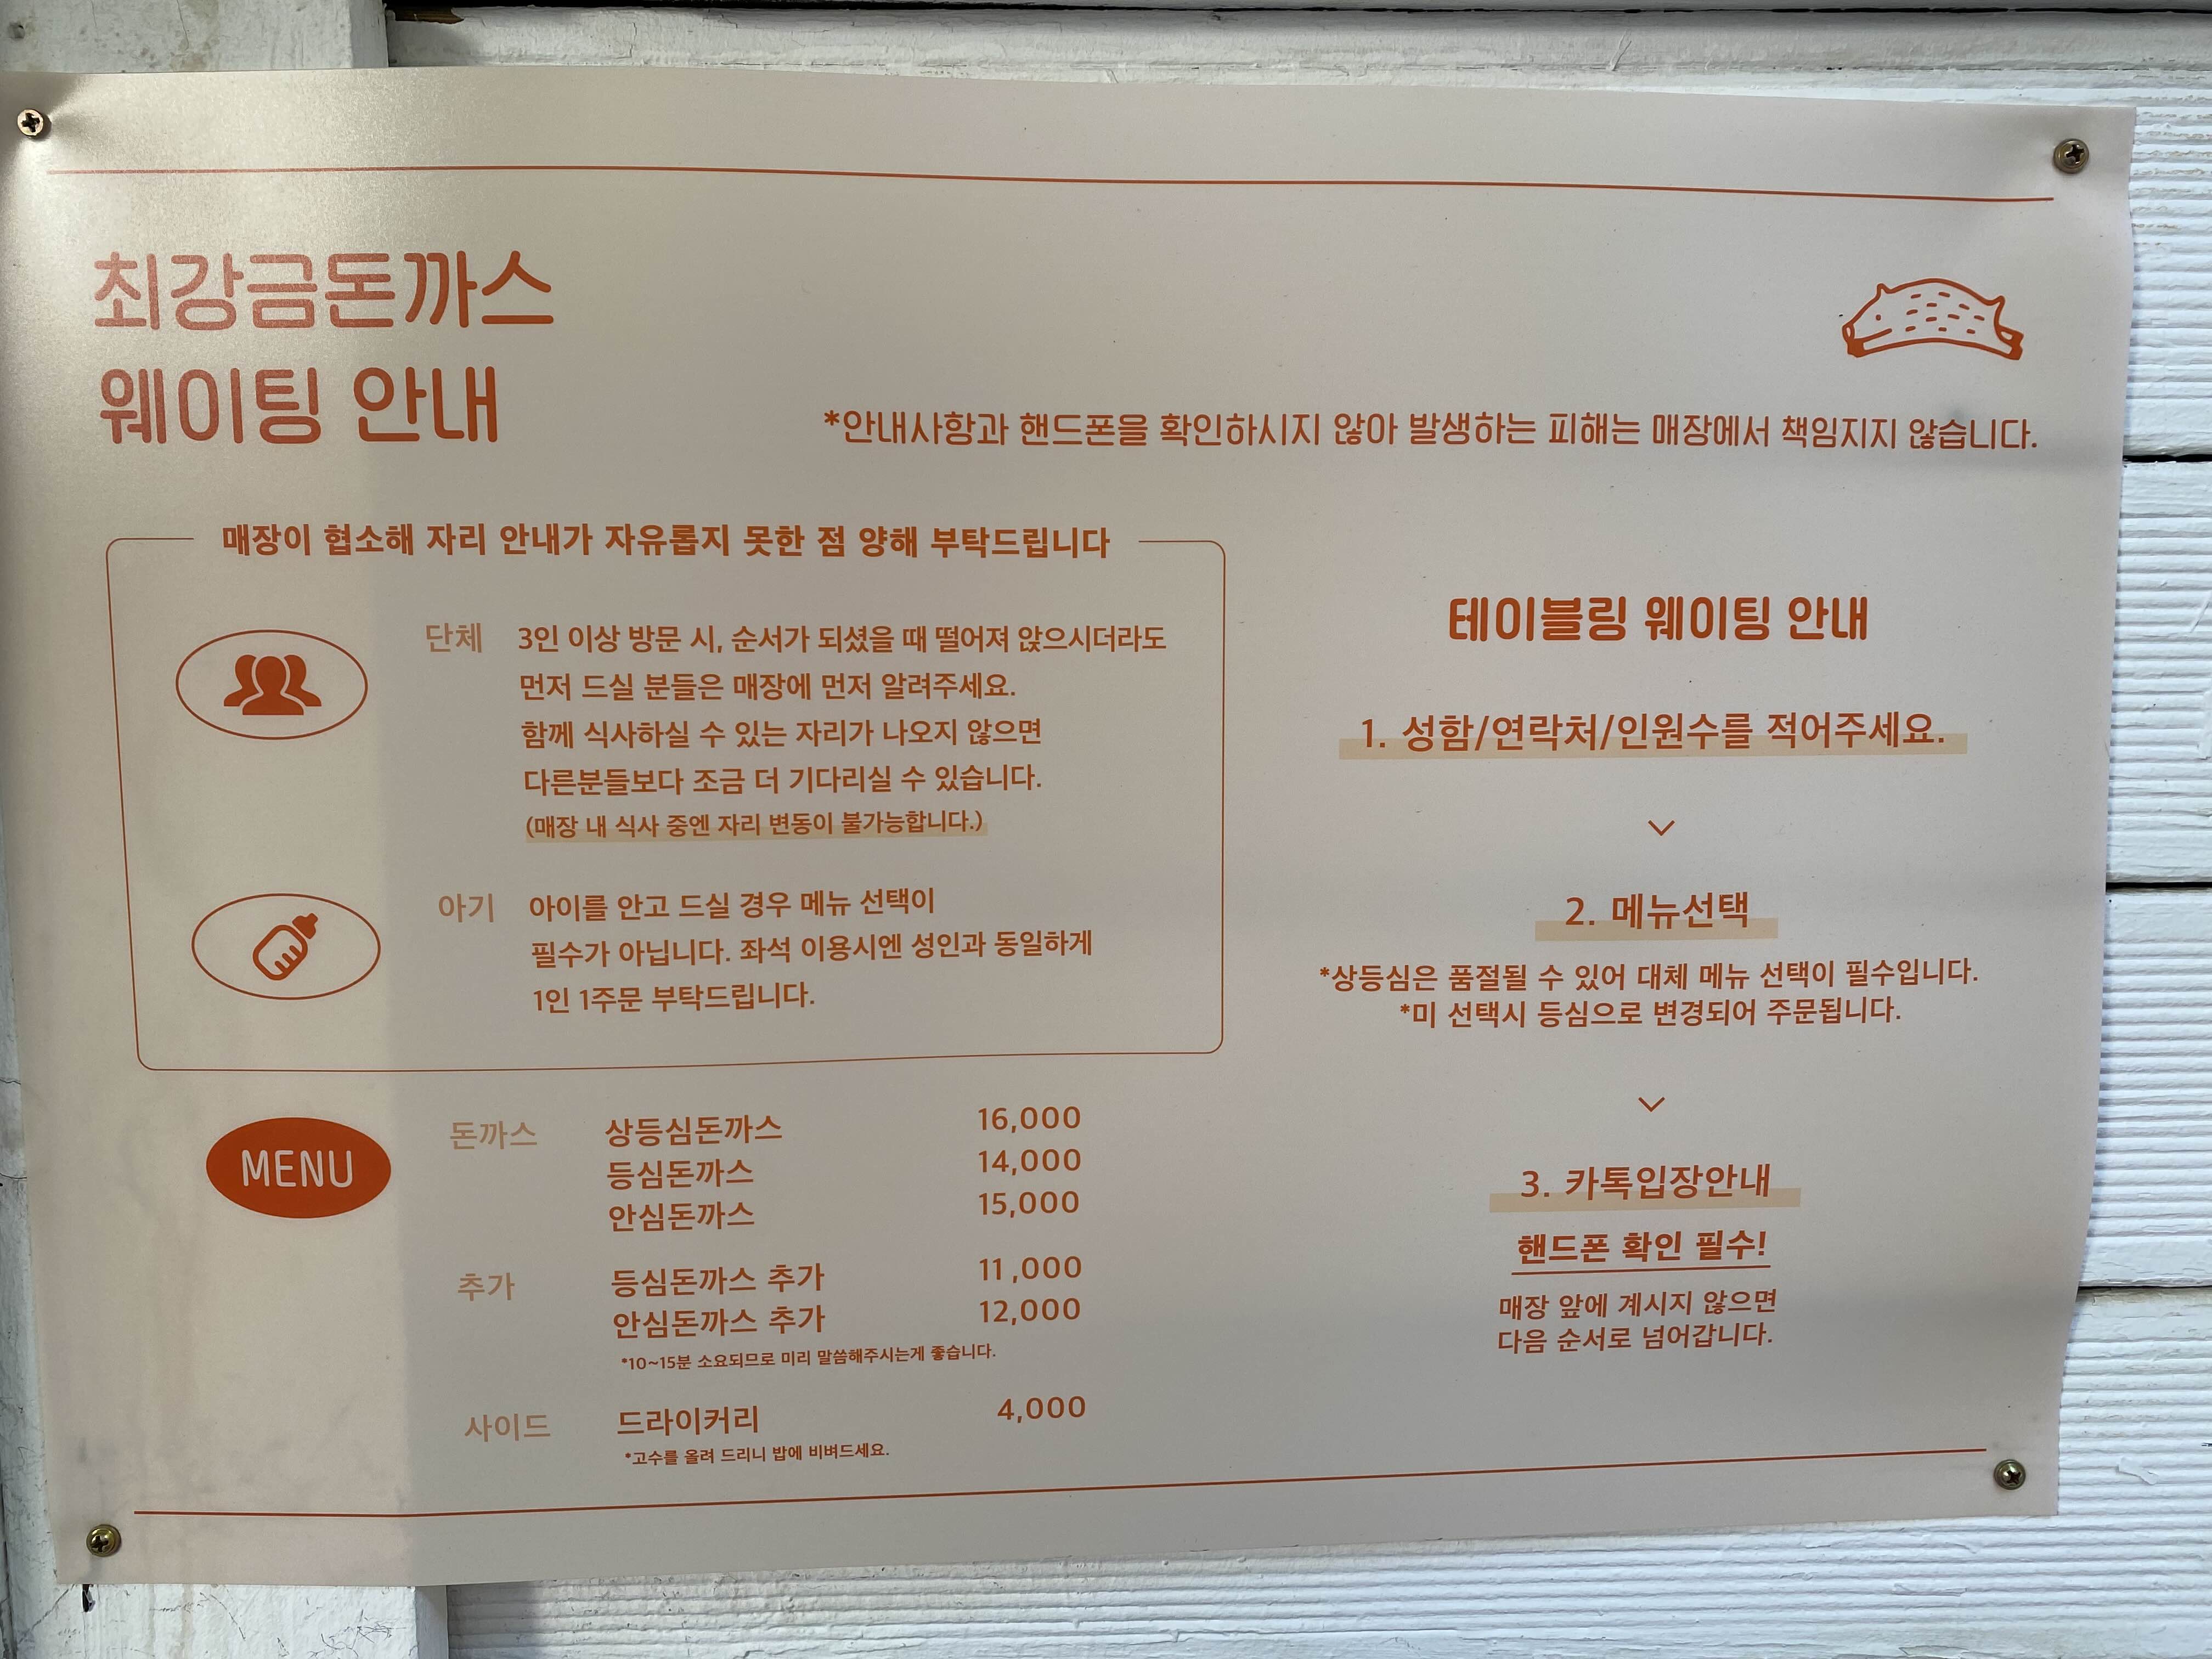 최강금돈까스
웨이팅 안내
*안내사항과 핸드폰을 확인하시지 않아 발생하는 피해는 매장에서 책임지지 않습니다.
매장이 협소해 자리 안내가 자유롭지 못한 점 양해 부탁드립니다
단체 3인 이상 방문 시, 순서가 되셨을 때 떨어져 앉으시더라도
먼저 드실 분들은 매장에 먼저 알려주세요.
함께 식사하실 수 있는 자리가 나오지 않으면
다른분들보다 조금 더 기다리실 수 있습니다.
(매장 내 식사 중엔 자리 변동이 불가능합니다.)
아기 아이를 안고 드실 경우 메뉴 선택이
필수가 아닙니다. 좌석 이용시엔 성인과 동일하게
1인 1주문 부탁드립니다.
MENU
돈까스 상등심돈까스 16,000
등심돈까스 14,000
안심돈까스 15,000
추가 등심돈까스 추가 11,000
안심돈까스 추가 12,000
*10~15분 소요되므로 미리 말씀해주시는게 좋습니다.
사이드 드라이커리 4,000
*고수를 올려 드리니 밥에 비벼드세요.
테이블링 웨이팅 안내
1. 성함/연락처/인원수를 적어주세요.
2. 메뉴선택
*상등심은 품절될 수 있어 대체 메뉴 선택이 필수입니다.
*미 선택시 등심으로 변경되어 주문됩니다.
3. 카톡입장안내
핸드폰 확인 필수!
매장 앞에 계시지 않으면
다음 순서로 넘어갑니다.